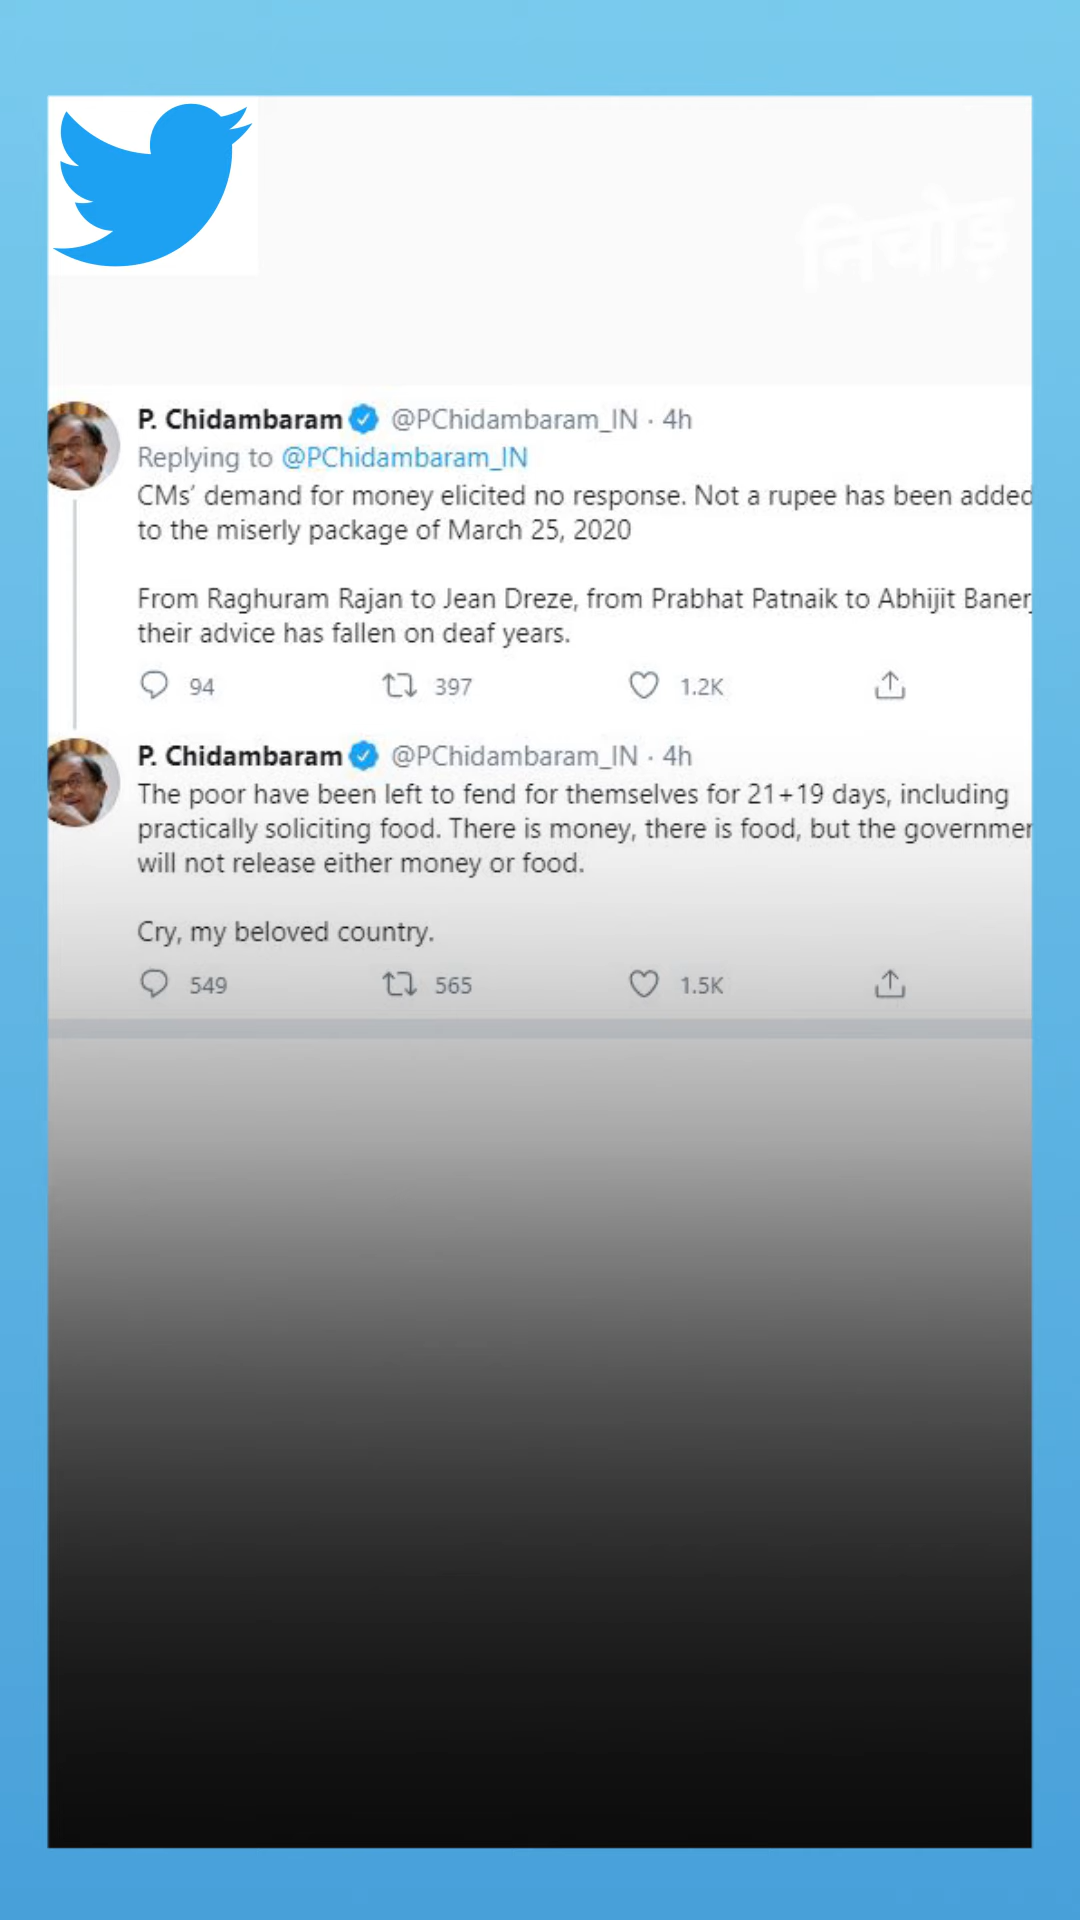 निचोड़
P. Chidambaram @PChidambaram_IN · 4h
Replying to @PChidambaram_IN
CMs’ demand for money elicited no response. Not a rupee has been added
to the miserly package of March 25, 2020
From Raghuram Rajan to Jean Dreze, from Prabhat Patnaik to Abhijit Baner
their advice has fallen on deaf years.
94 397 1.2K
P. Chidambaram @PChidambaram_IN · 4h
The poor have been left to fend for themselves for 21+19 days, including
practically soliciting food. There is money, there is food, but the governmen
will not release either money or food.
Cry, my beloved country.
549 565 1.5K